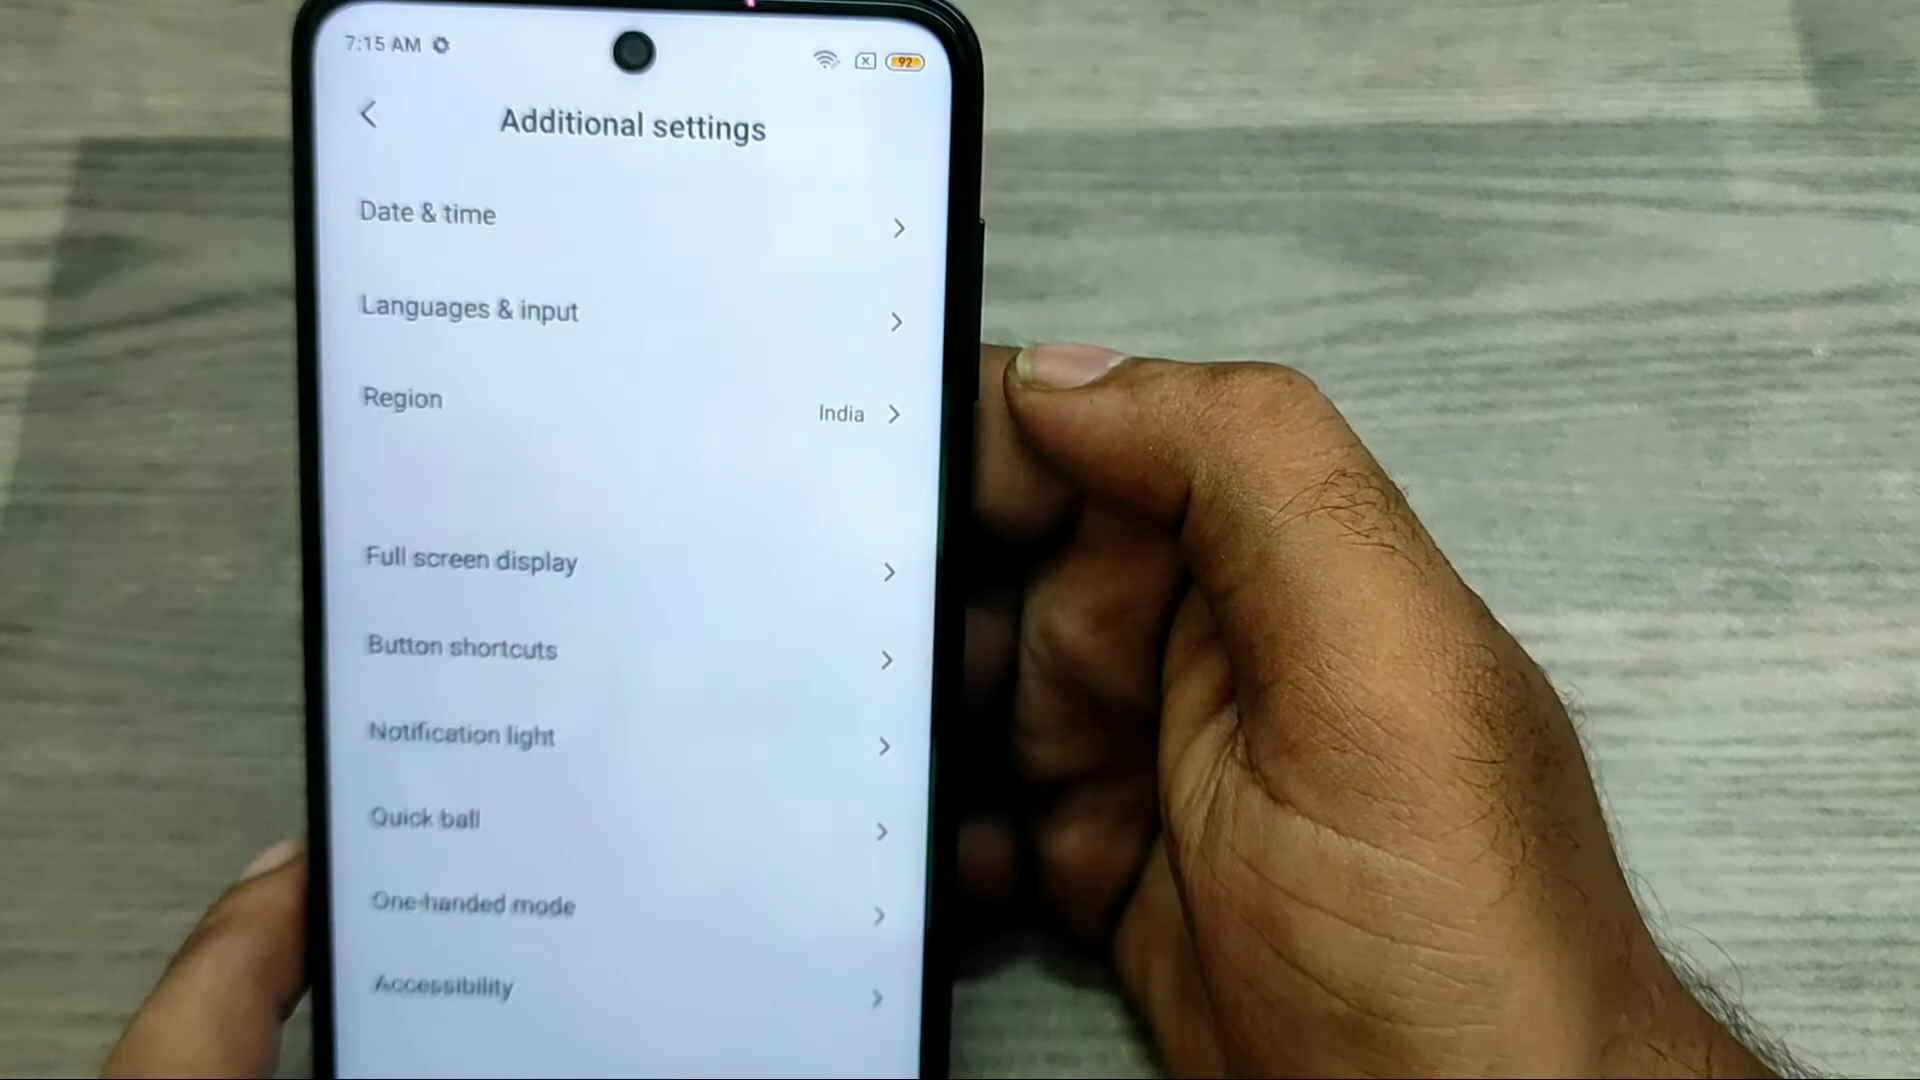 7:15 AM
92
Additional settings
Date & time
Languages & input
Region
India
Full screen display
Button shortcuts
Notification light
Quick ball
One-handed mode
Accessibility